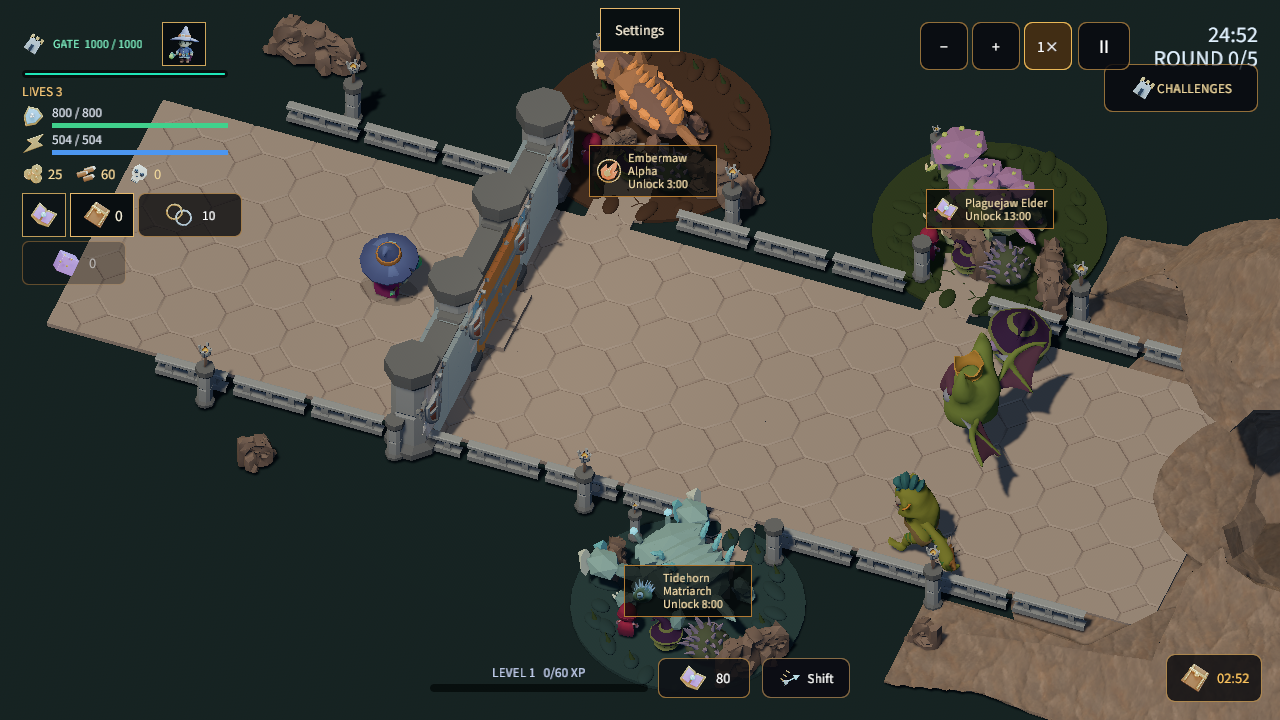 GATE 1000 / 1000
Settings
−
+
1×
24:52
ROUND 0/5
CHALLENGES
LIVES 3
800 / 800
504 / 504
25
60
0
0
10
0
Embermaw
Alpha
Unlock 3:00
Plaguejaw Elder
Unlock 13:00
Tidehorn
Matriarch
Unlock 8:00
LEVEL 1 0/60 XP
80
Shift
02:52